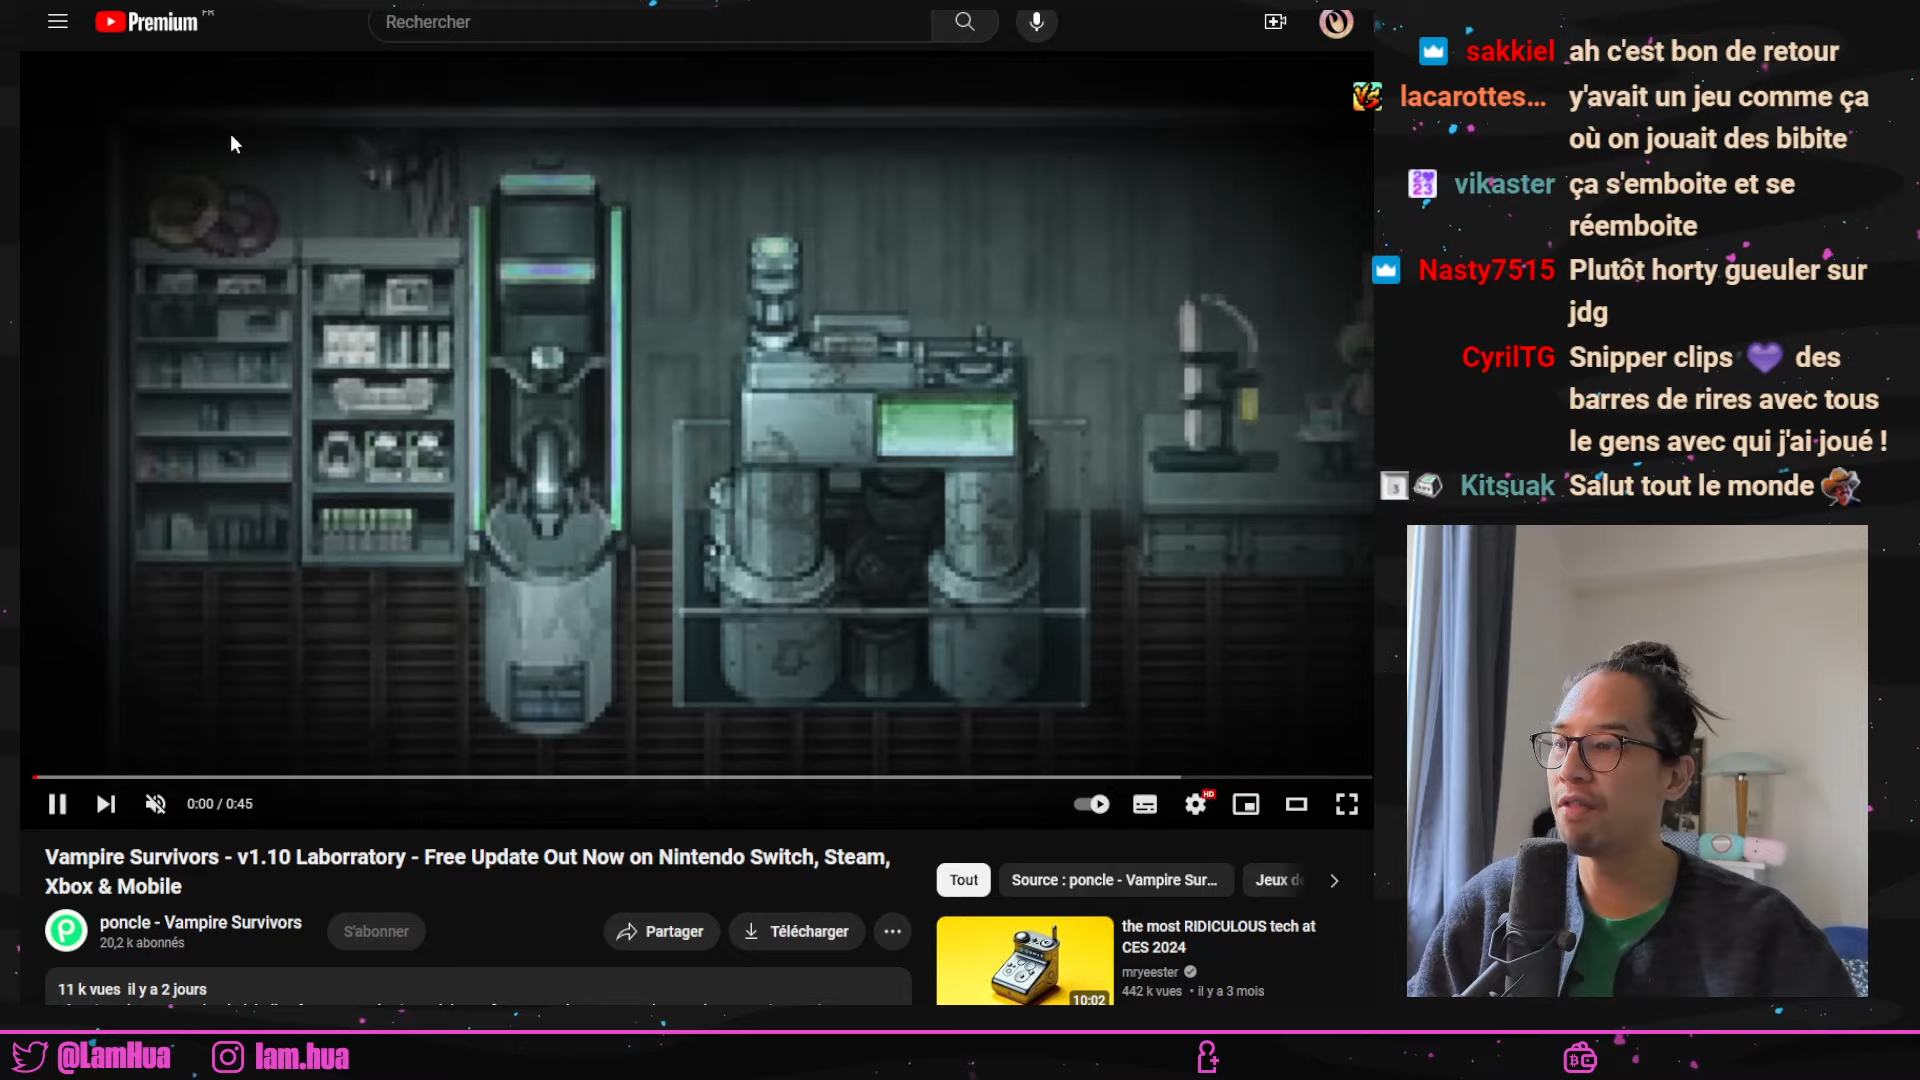 Premium FR
Rechercher
sakkiel ah c'est bon de retour
lacarottes... y'avait un jeu comme ça
où on jouait des bibite
vikaster ça s'emboite et se
réemboite
Nasty7515 Plutôt horty gueuler sur
jdg
CyrilTG Snipper clips 💜 des
barres de rires avec tous
le gens avec qui j'ai joué !
Kitsuak Salut tout le monde
0:00 / 0:45
HD
Vampire Survivors - v1.10 Laborratory - Free Update Out Now on Nintendo Switch, Steam,
Xbox & Mobile
poncle - Vampire Survivors
20,2 k abonnés
S'abonner
Partager
Télécharger
11 k vues il y a 2 jours
Tout
Source : poncle - Vampire Sur...
Jeux d
the most RIDICULOUS tech at
CES 2024
mryeester
442 k vues • il y a 3 mois
10:02
@LamHua
lam.hua